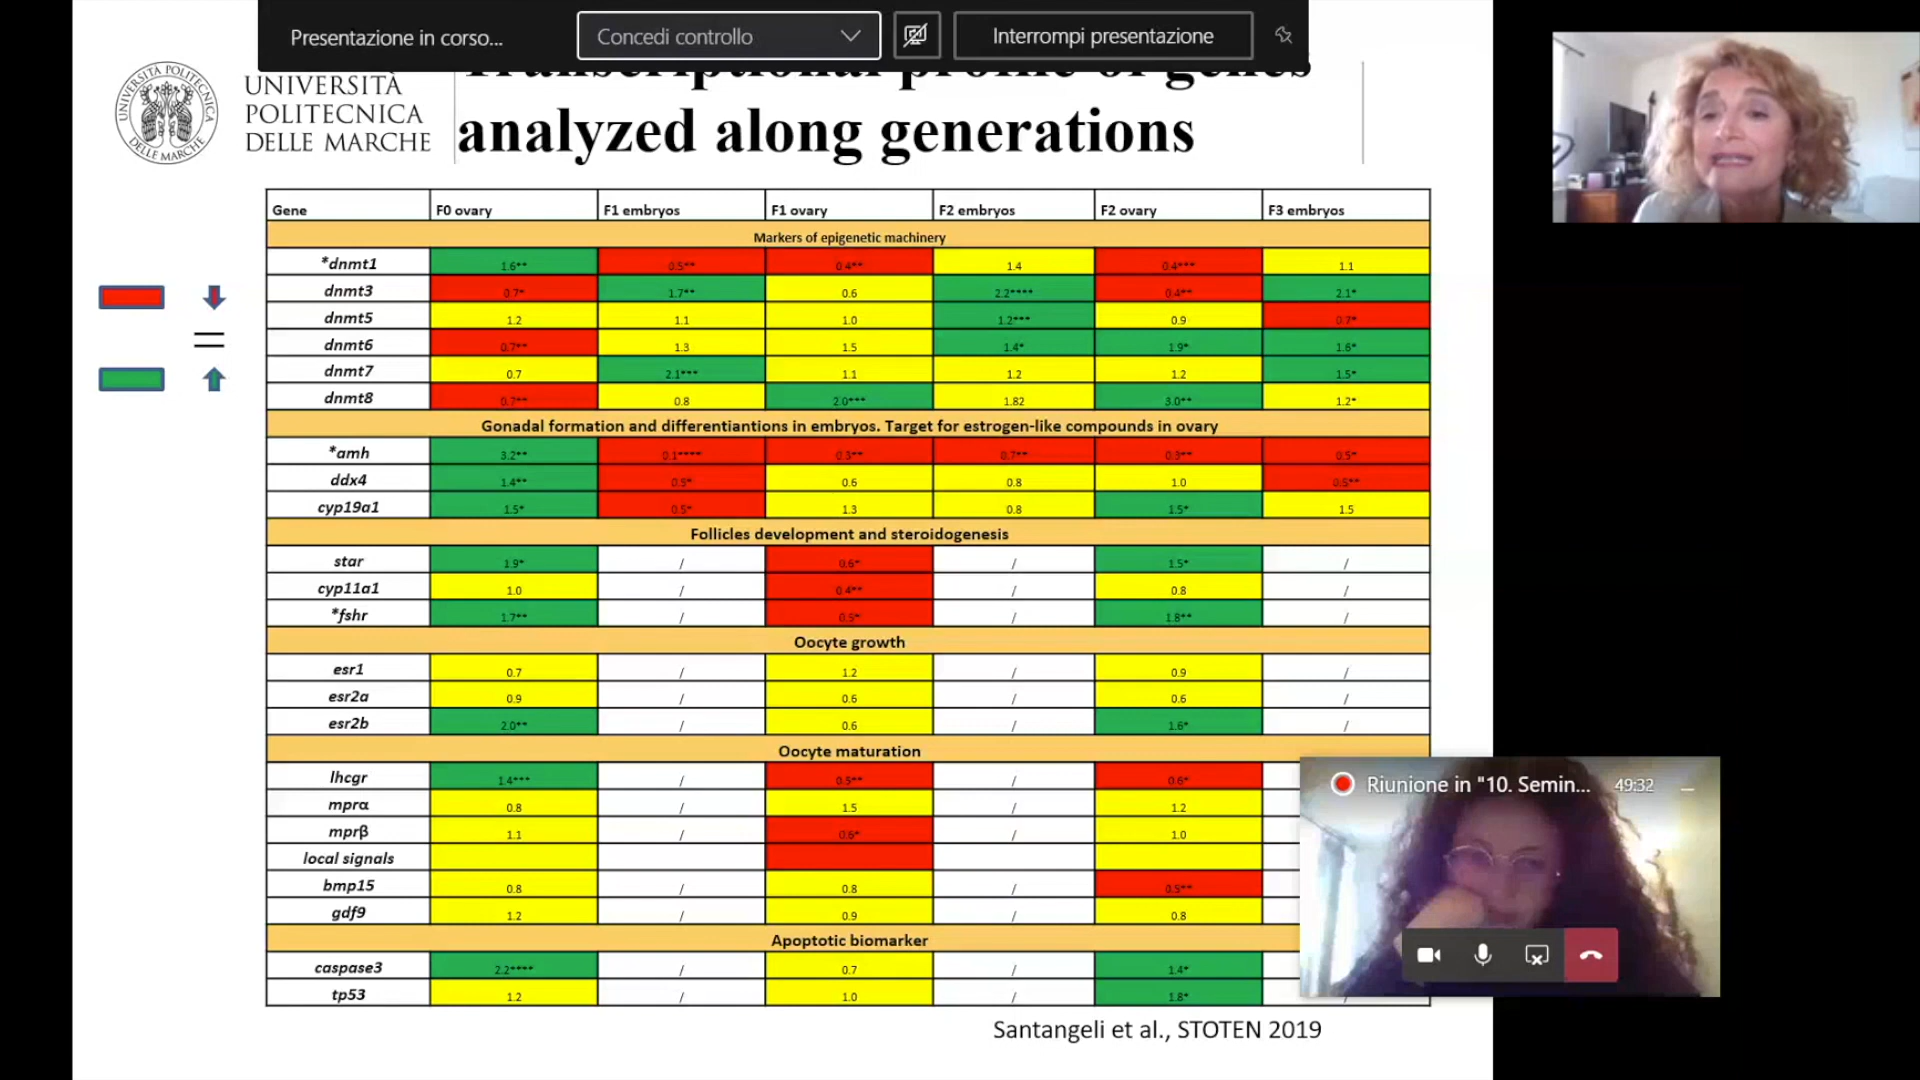 Presentazione in corso...
Concedi controllo
Interrompi presentazione
UNIVERSITÀ
POLITECNICA
DELLE MARCHE
UNIVERSITÀ POLITECNICA DELLE MARCHE
Transcriptional profile of genes
analyzed along generations
Gene F0 ovary F1 embryos F1 ovary F2 embryos F2 ovary F3 embryos
Markers of epigenetic machinery
*dnmt1 1.6** 0.5** 0.4** 1.4 0.4*** 1.1
dnmt3 0.7* 1.7** 0.6 2.2**** 0.4** 2.1*
dnmt5 1.2 1.1 1.0 1.2*** 0.9 0.7*
dnmt6 0.7** 1.3 1.5 1.4* 1.9* 1.6*
dnmt7 0.7 2.1*** 1.1 1.2 1.2 1.5*
dnmt8 0.7** 0.8 2.0*** 1.82 3.0** 1.2*
Gonadal formation and differentiantions in embryos. Target for estrogen-like compounds in ovary
*amh 3.2** 0.1**** 0.3** 0.7** 0.3** 0.5*
ddx4 1.4** 0.5* 0.6 0.8 1.0 0.5**
cyp19a1 1.5* 0.5* 1.3 0.8 1.5* 1.5
Follicles development and steroidogenesis
star 1.9* / 0.6* / 1.5* /
cyp11a1 1.0 / 0.4** / 0.8 /
*fshr 1.7** / 0.5* / 1.8** /
Oocyte growth
esr1 0.7 / 1.2 / 0.9 /
esr2a 0.9 / 0.6 / 0.6 /
esr2b 2.0** / 0.6 / 1.6* /
Oocyte maturation
lhcgr 1.4*** / 0.5** / 0.6*
mprα 0.8 / 1.5 / 1.2
mprβ 1.1 / 0.6* / 1.0
local signals
bmp15 0.8 / 0.8 / 0.5**
gdf9 1.2 / 0.9 / 0.8
Apoptotic biomarker
caspase3 2.2**** / 0.7 / 1.4*
tp53 1.2 / 1.0 / 1.8* /
Riunione in "10. Semin... 49:32
Santangeli et al., STOTEN 2019